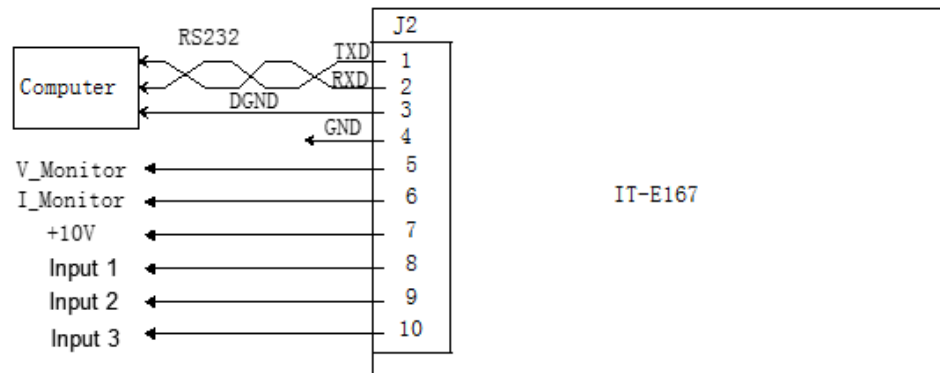 J2
RS232
TXD
1
Computer
RXD
2
DGND
3
GND
4
V_Monitor
5
I_Monitor
6
IT-E167
+10V
7
Input 1
8
Input 2
9
Input 3
10